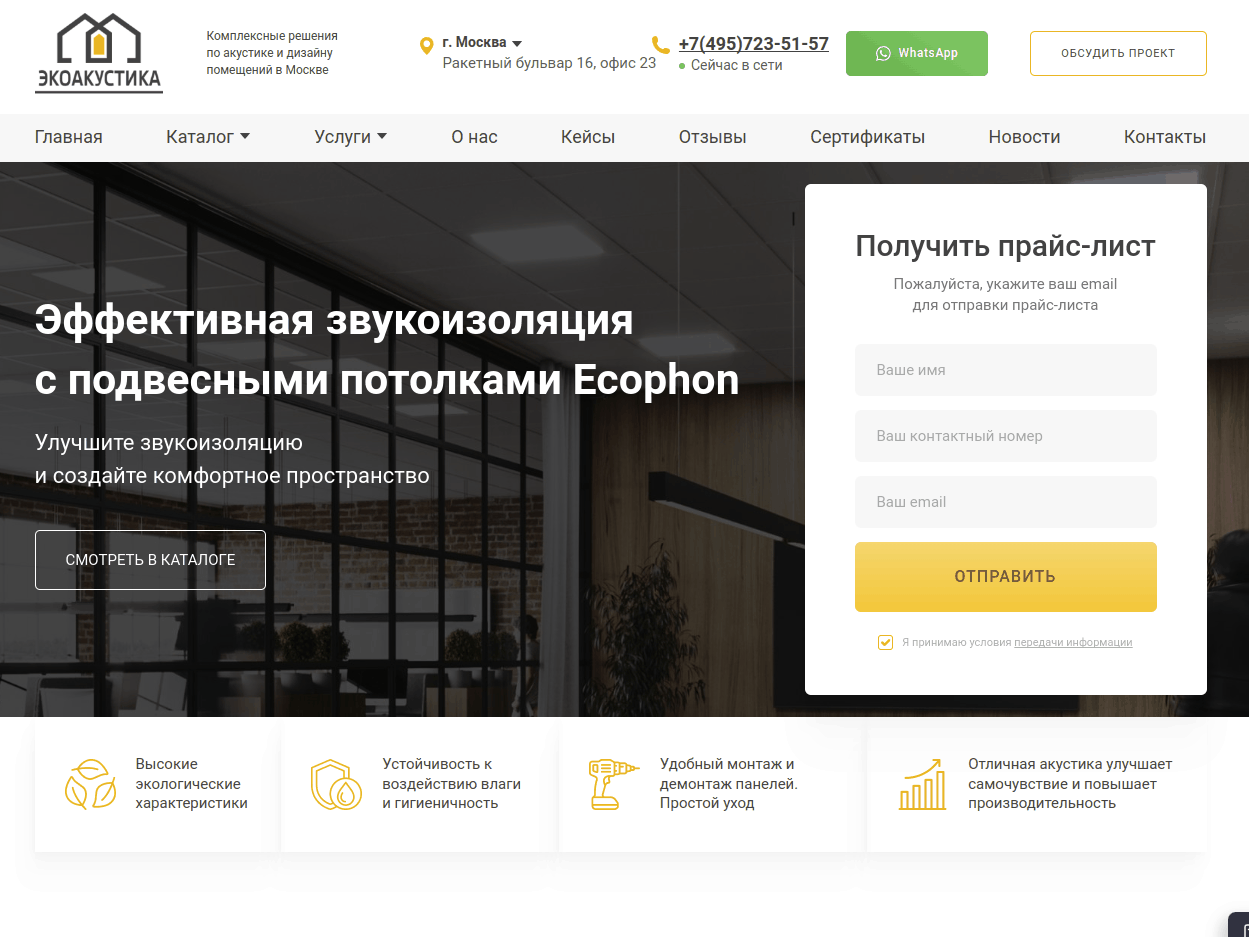 ЭКОАКУСТИКА
Комплексные решения
по акустике и дизайну
помещений в Москве
г. Москва
Ракетный бульвар 16, офис 23
+7(495)723-51-57
Сейчас в сети
WhatsApp
ОБСУДИТЬ ПРОЕКТ
Главная Каталог Услуги О нас Кейсы Отзывы Сертификаты Новости Контакты
Эффективная звукоизоляция
с подвесными потолками Ecophon
Улучшите звукоизоляцию
и создайте комфортное пространство
СМОТРЕТЬ В КАТАЛОГЕ
Получить прайс-лист
Пожалуйста, укажите ваш email
для отправки прайс-листа
Ваше имя
Ваш контактный номер
Ваш email
ОТПРАВИТЬ
Я принимаю условия передачи информации
Высокие
экологические
характеристики
Устойчивость к
воздействию влаги
и гигиеничность
Удобный монтаж и
демонтаж панелей.
Простой уход
Отличная акустика улучшает
самочувствие и повышает
производительность